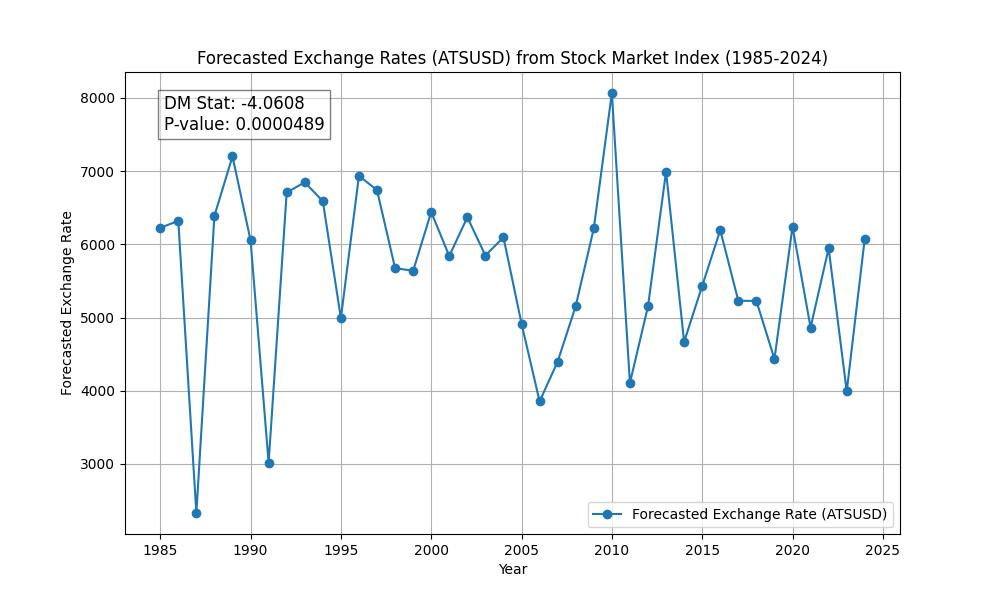 Forecasted Exchange Rates (ATSUSD) from Stock Market Index (1985-2024)
DM Stat: -4.0608
P-value: 0.0000489
8000
7000
6000
5000
4000
3000
Forecasted Exchange Rate
Forecasted Exchange Rate (ATSUSD)
1985 1990 1995 2000 2005 2010 2015 2020 2025
Year